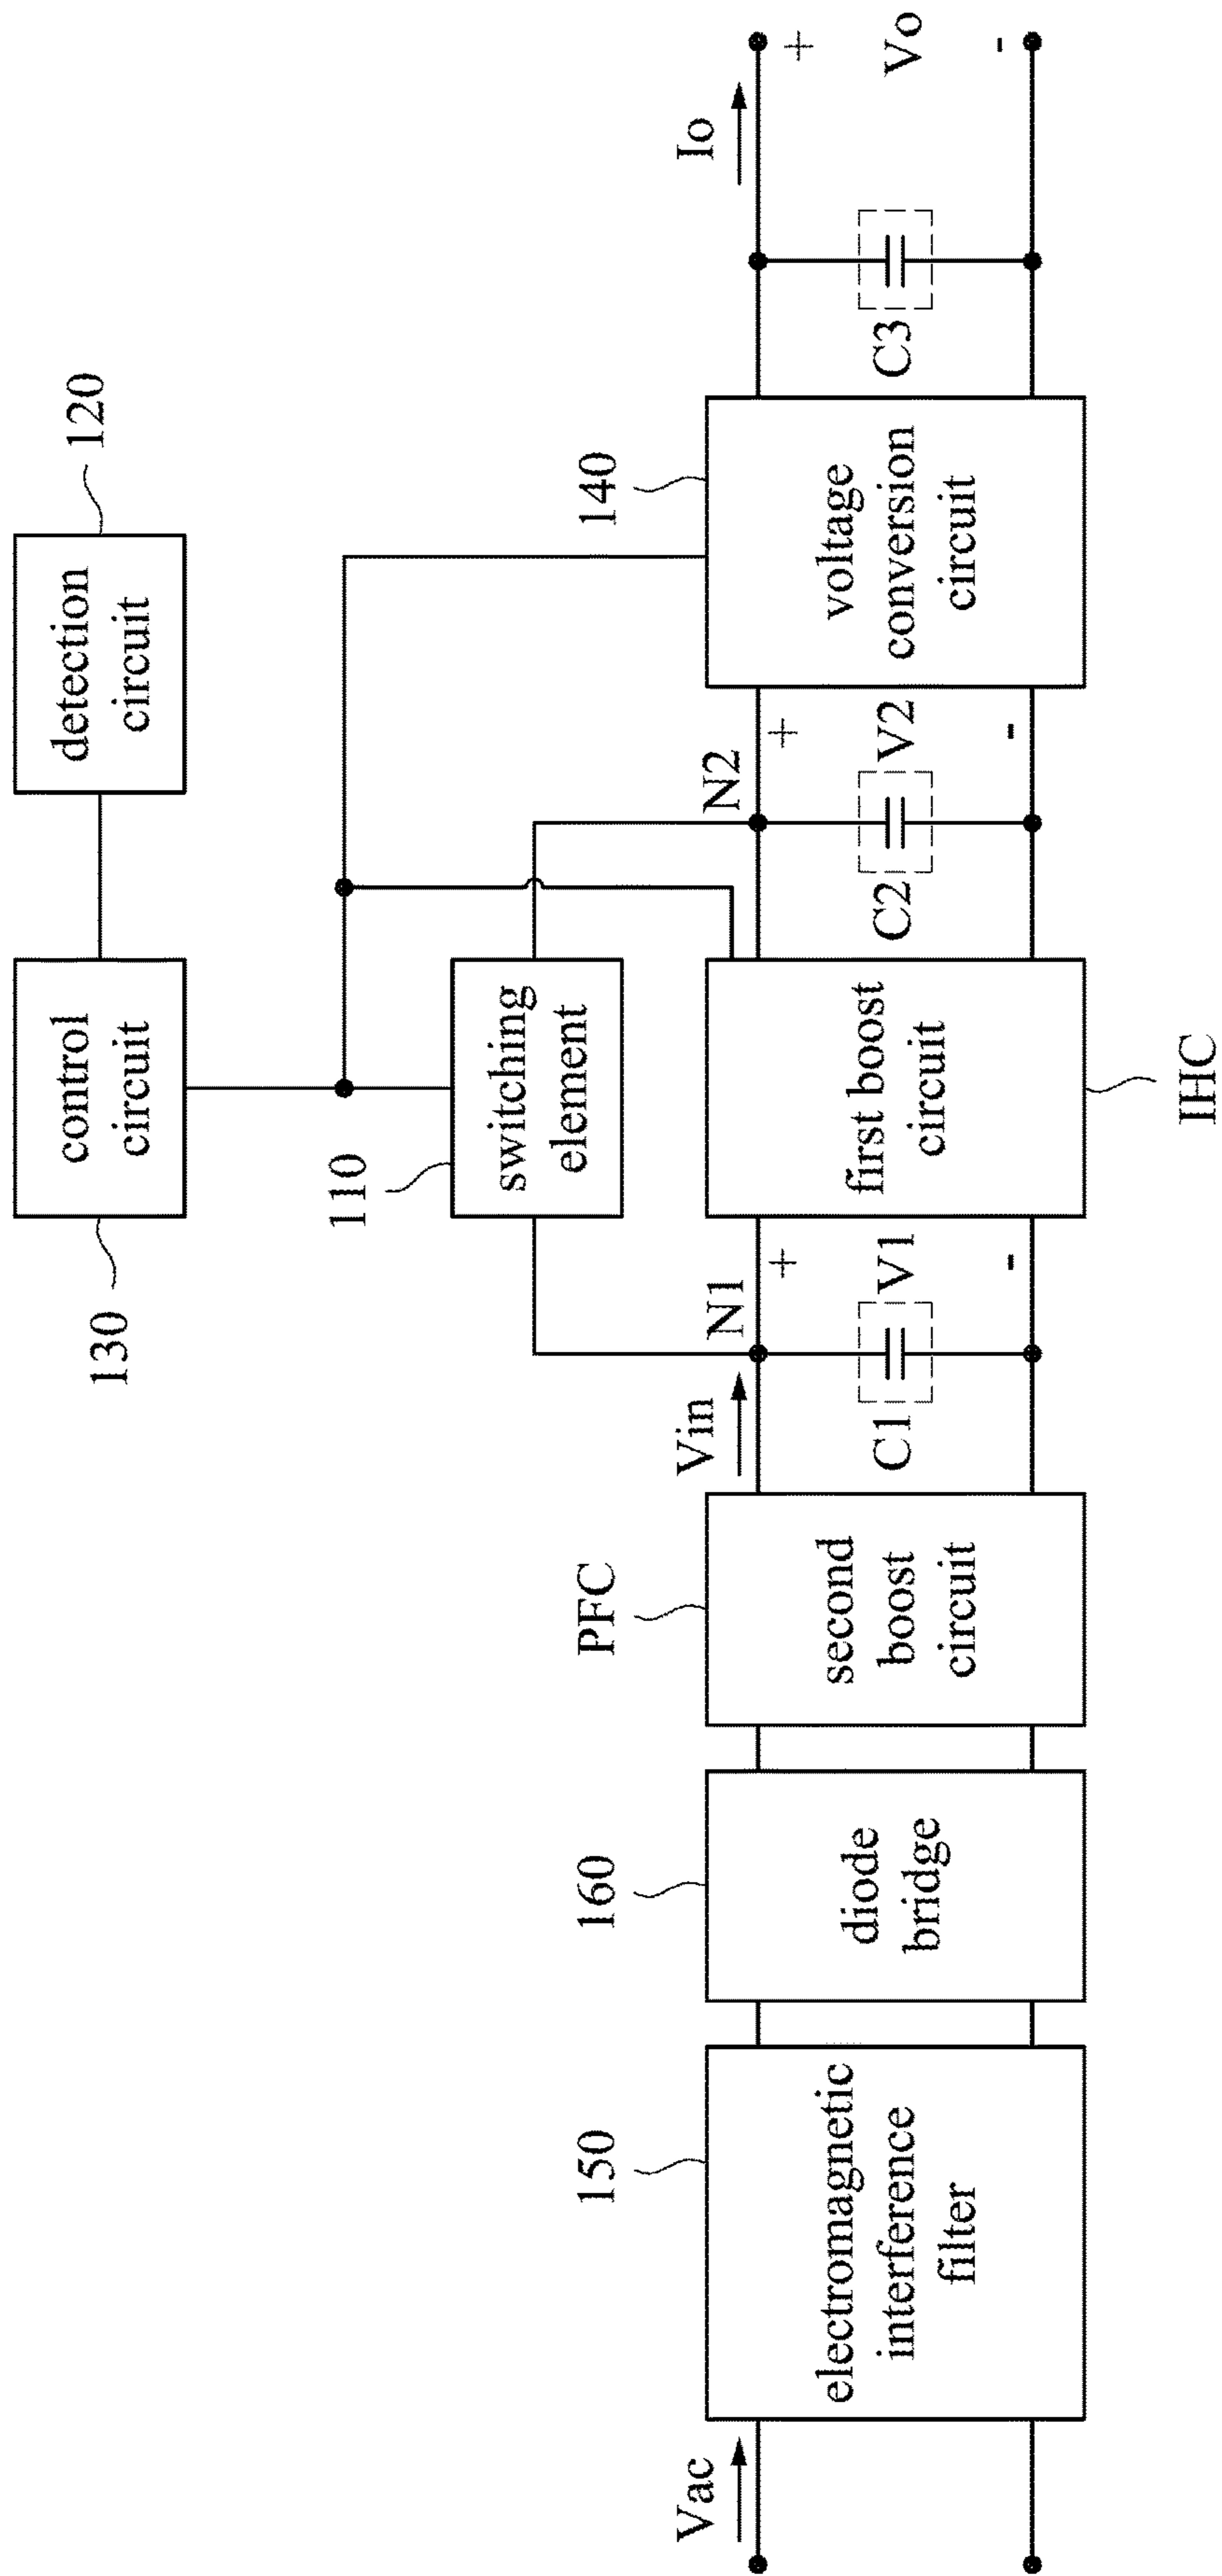 detection
circuit
120
control
circuit
130
switching
element
110
Vac
electromagnetic
interference
filter
150
diode
bridge
160
second
boost
circuit
PFC
Vin
N1
+
V1
-
C1
first boost
circuit
IHC
N2
+
V2
-
C2
voltage
conversion
circuit
140
C3
Io
+
Vo
-